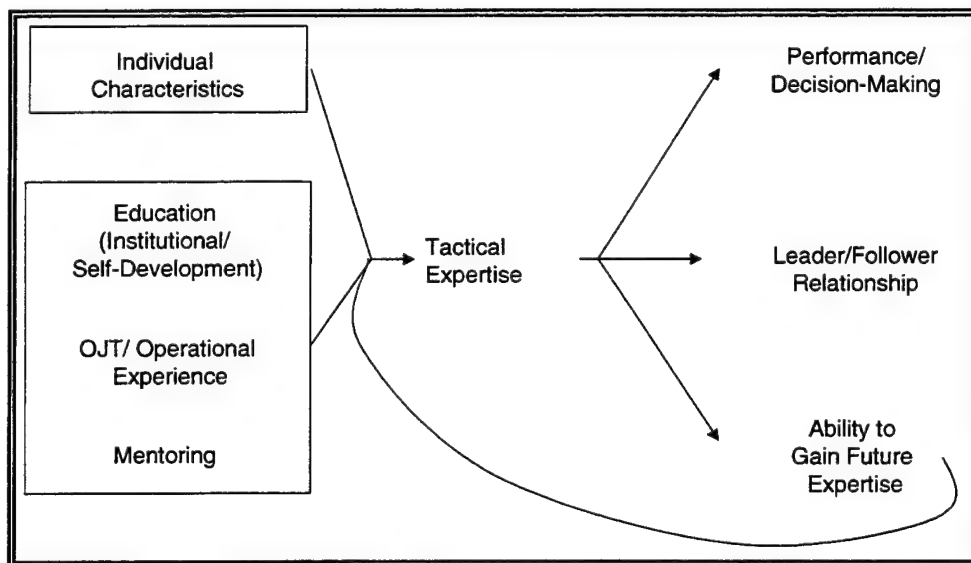 Individual
Characteristics
Education
(Institutional/
Self-Development)
OJT/ Operational
Experience
Mentoring
Tactical
Expertise
Performance/
Decision-Making
Leader/Follower
Relationship
Ability to
Gain Future
Expertise